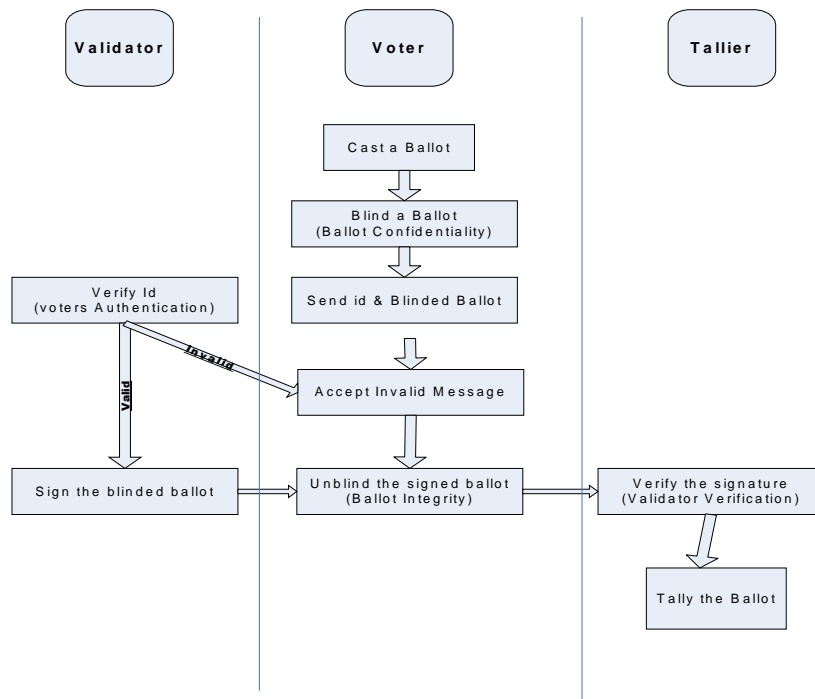 Validator
Voter
Tallier
Cast a Ballot
Blind a Ballot
(Ballot Confidentiality)
Verify Id
(voters Authentication)
Send id & Blinded Ballot
Invalid
Valid
Accept Invalid Message
Sign the blinded ballot
Unblind the signed ballot
(Ballot Integrity)
Verify the signature
(Validator Verification)
Tally the Ballot